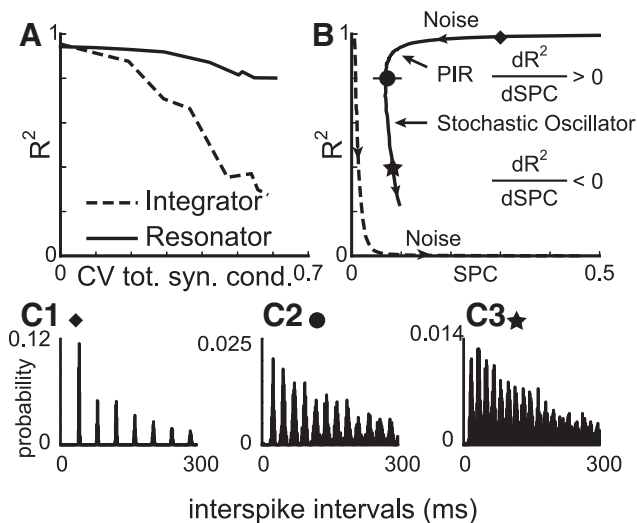 A
1
R²
0
Integrator
Resonator
0 CV tot. syn. cond. 0.7
B
1
Noise
PIR
dR²
dSPC
> 0
Stochastic Oscillator
dR²
dSPC
< 0
Noise
1
0 SPC 0.5
C1
0.12
probability
0
0 300
C2
0.025
0
0 300
C3
0.014
0
0 300
interspike intervals (ms)